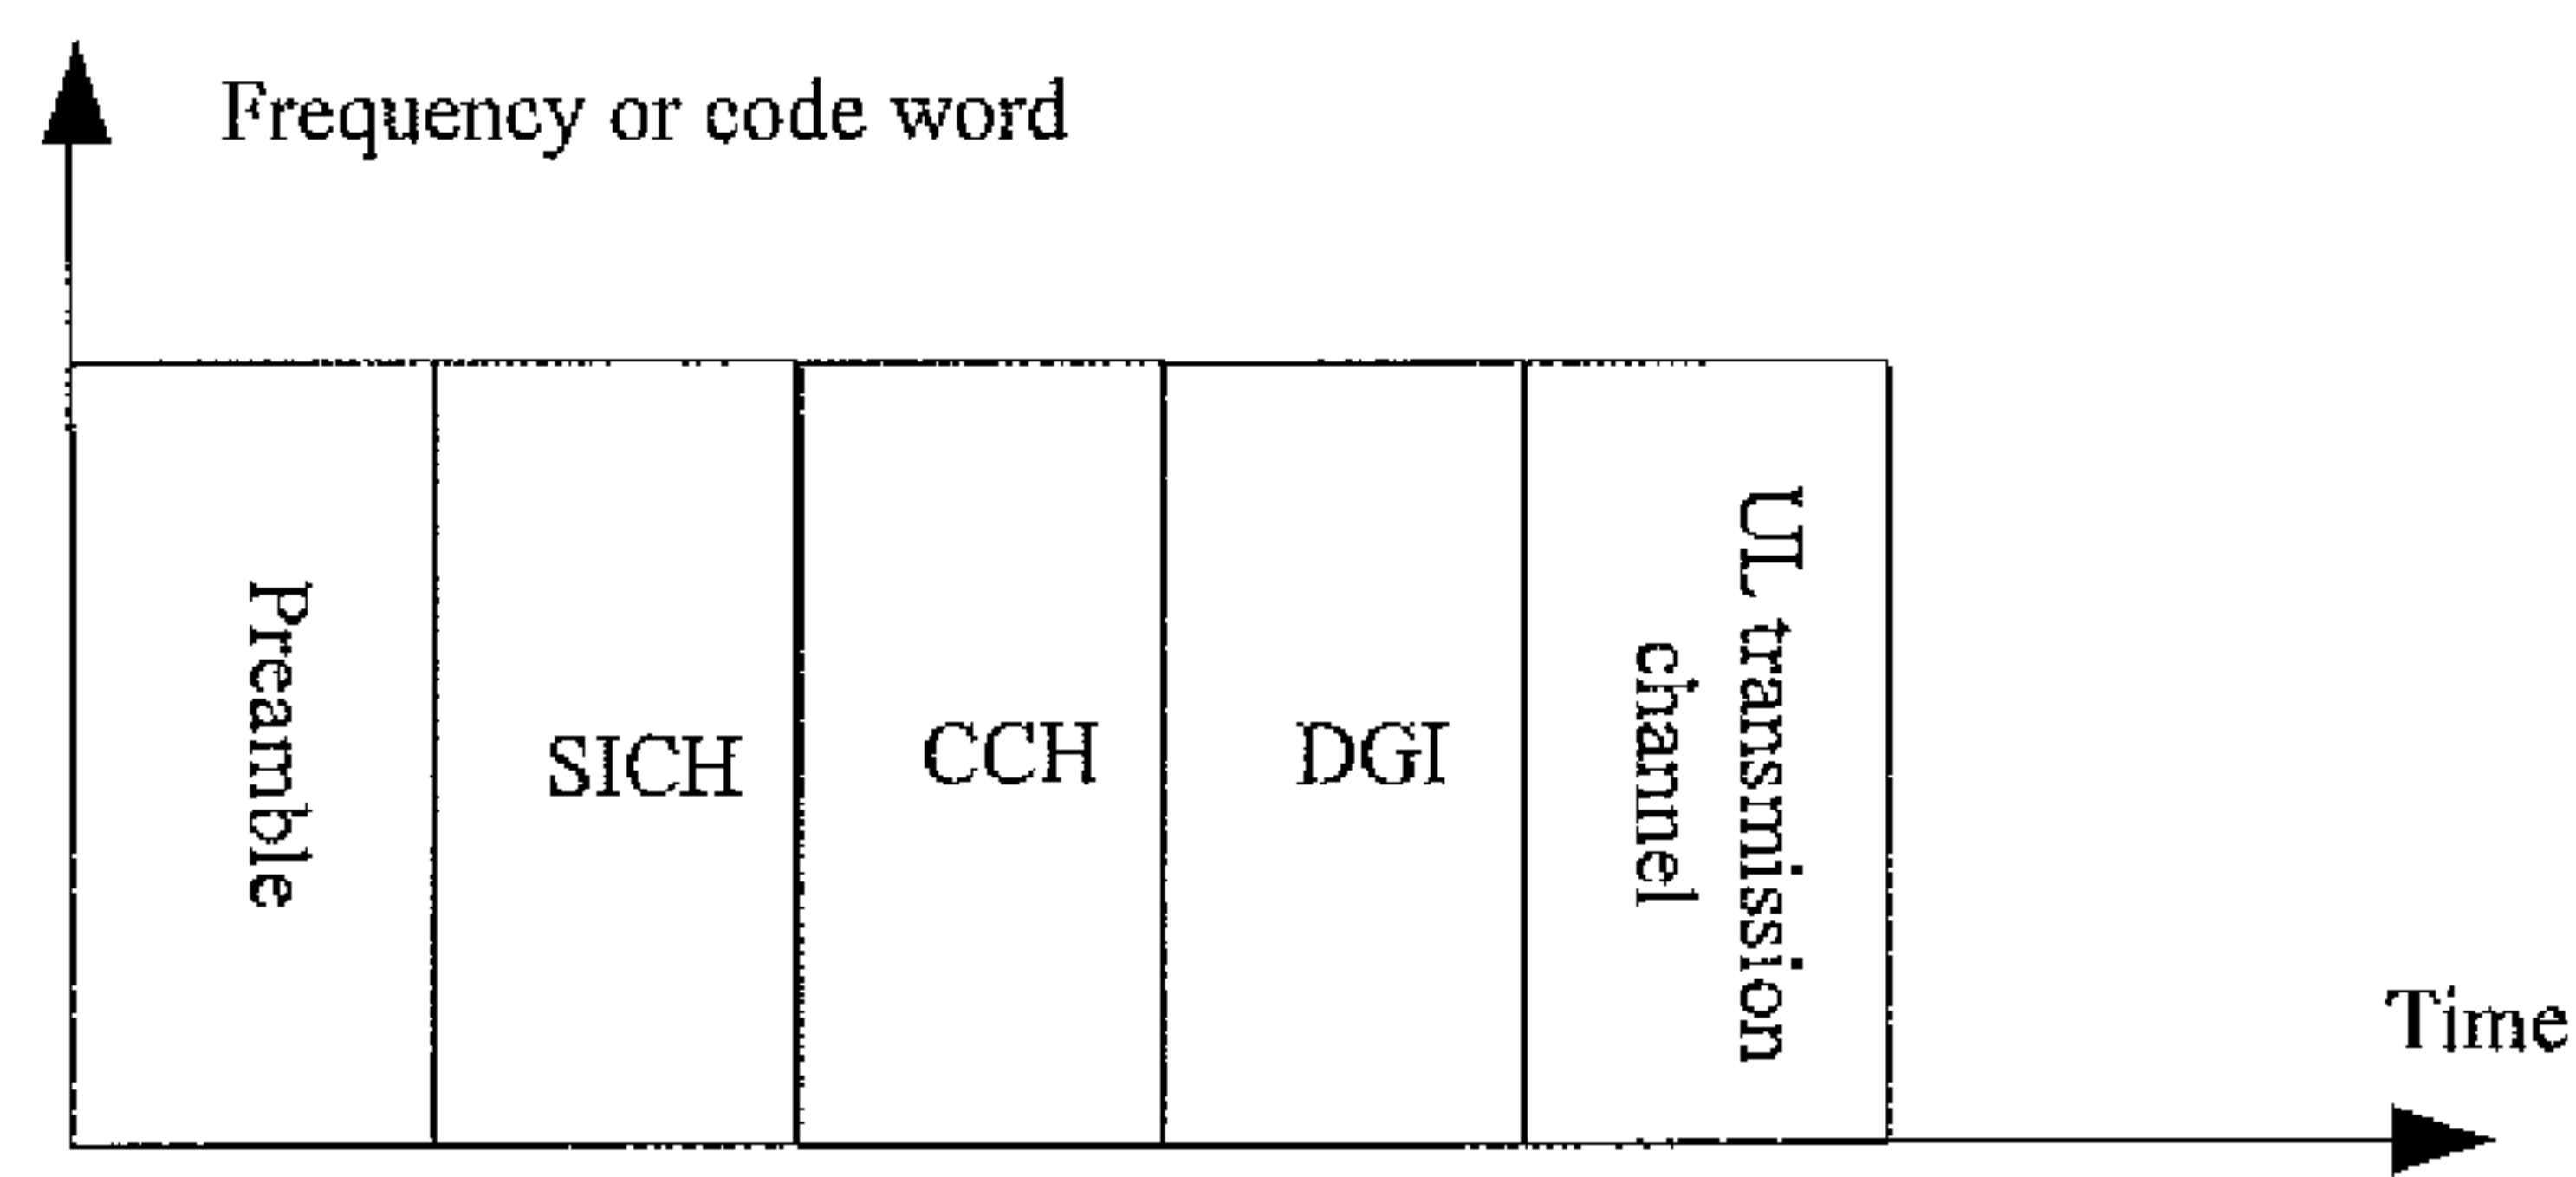 Frequency or code word
Preamble
SICH
CCH
DGI
UL transmission
channel
Time